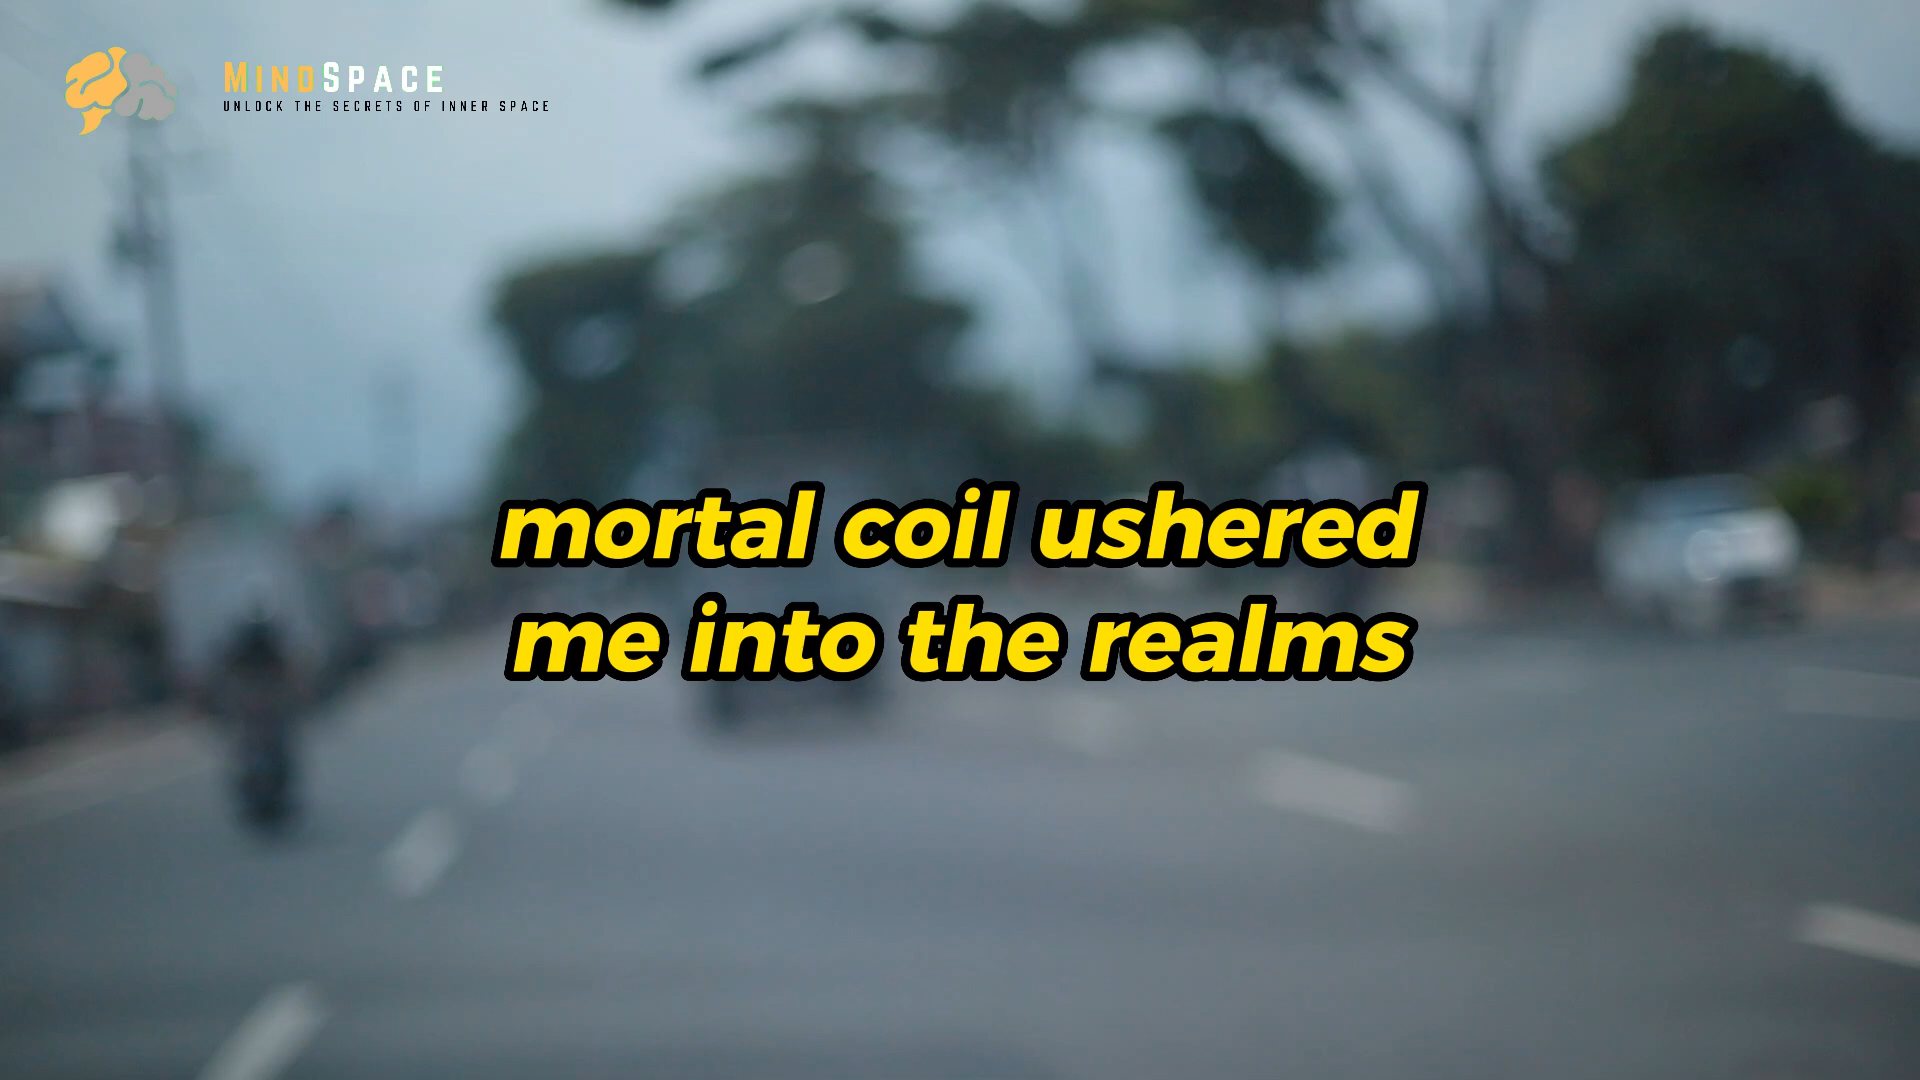 MINDSPACE
UNLOCK THE SECRETS OF INNER SPACE
mortal coil ushered
me into the realms